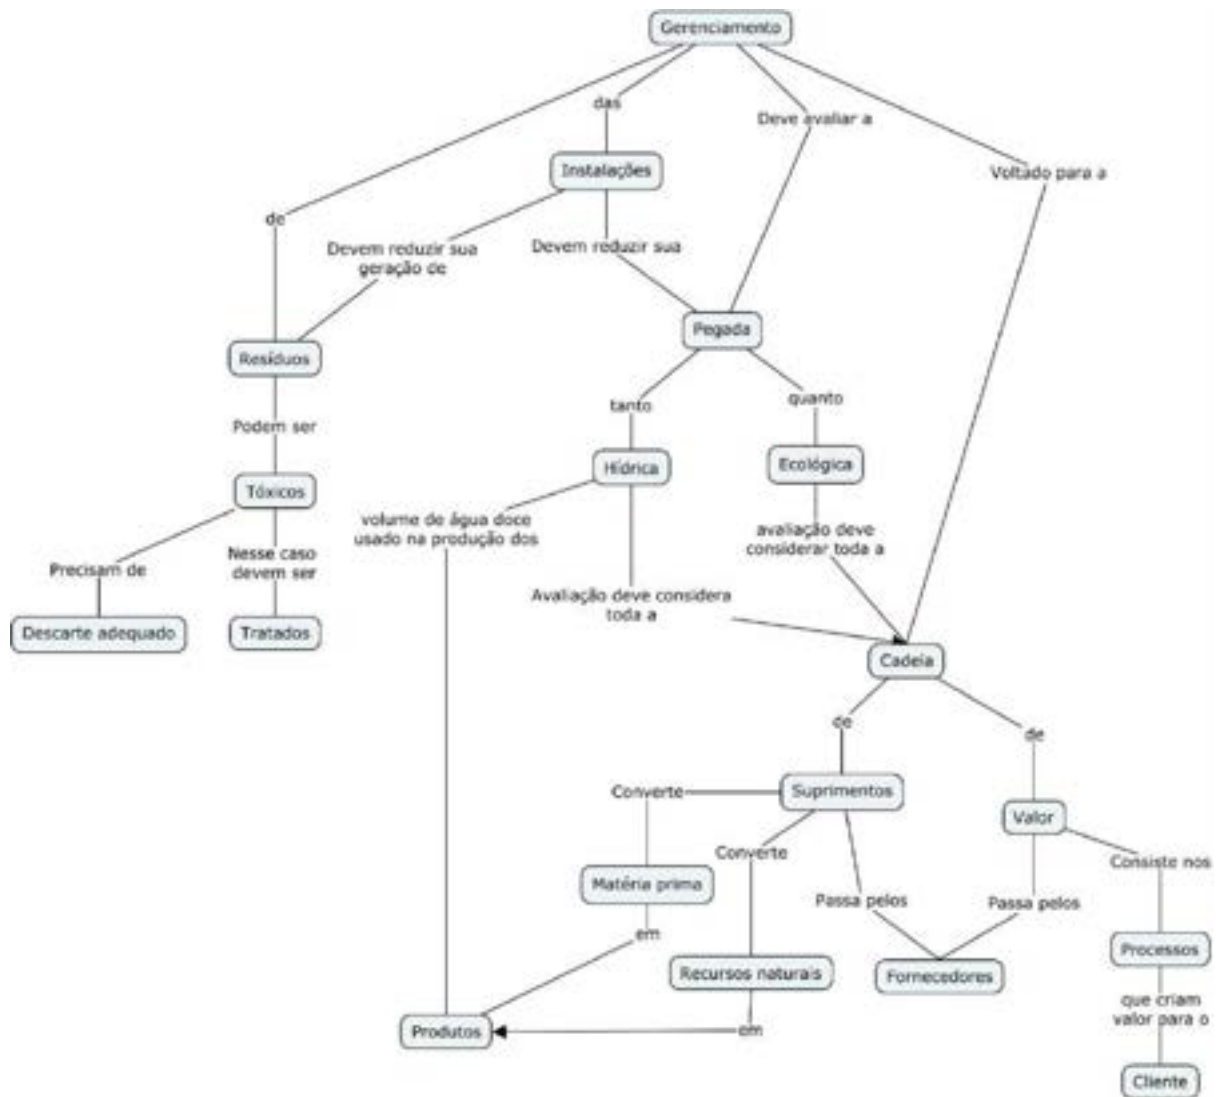 Gerenciamento
das
Deve avaliar a
Instalações
Voltado para a
de
Devem reduzir sua
geração de
Devem reduzir sua
Pegada
Resíduos
tanto
quanto
Podem ser
Hídrica
Ecológica
Tóxicos
volume de água doce
usado na produção dos
avaliação deve
considerar toda a
Precisam de
Nesse caso
devem ser
Avaliação deve considera
toda a
Descarte adequado
Tratados
Cadeia
de
de
Converte
Suprimentos
Valor
Converte
Consiste nos
Matéria prima
Passa pelos
Passa pelos
em
Processos
Recursos naturais
Fornecedores
que criam
valor para o
Produtos
em
Cliente